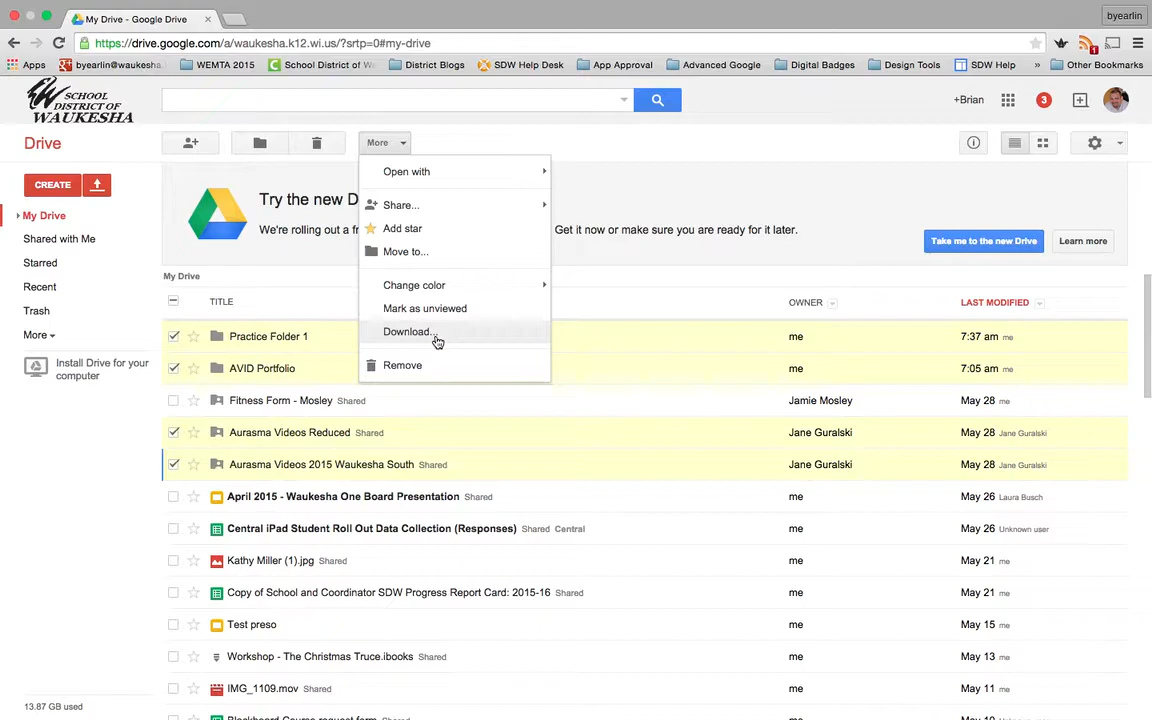 My Drive - Google Drive
byearlin
https://drive.google.com/a/waukesha.k12.wi.us/?srtp=0#my-drive
1
Apps byearlin@waukesha. WEMTA 2015 School District of W District Blogs SDW Help Desk App Approval Advanced Google Digital Badges Design Tools SDW Help » Other Bookmarks
SCHOOL
DISTRICT OF
WAUKESHA
+Brian 3
Drive More
Open with
Share...
Add star
Move to...
Change color
Mark as unviewed
Download...
Remove
CREATE
My Drive
Shared with Me
Starred
Recent
Trash
More
Install Drive for your
computer
13.87 GB used
Try the new D
We're rolling out a fr Get it now or make sure you are ready for it later.
Take me to the new Drive Learn more
My Drive
TITLE OWNER LAST MODIFIED
Practice Folder 1 me 7:37 am me
AVID Portfolio me 7:05 am me
Fitness Form - Mosley Shared Jamie Mosley May 28 me
Aurasma Videos Reduced Shared Jane Guralski May 28 Jane Guralski
Aurasma Videos 2015 Waukesha South Shared Jane Guralski May 28 Jane Guralski
April 2015 - Waukesha One Board Presentation Shared me May 26 Laura Busch
Central iPad Student Roll Out Data Collection (Responses) Shared Central me May 26 Unknown user
Kathy Miller (1).jpg Shared me May 21 me
Copy of School and Coordinator SDW Progress Report Card: 2015-16 Shared me May 21 me
Test preso me May 15 me
Workshop - The Christmas Truce.ibooks Shared me May 13 me
IMG_1109.mov Shared me May 11 me
Blackboard Course request form Shared